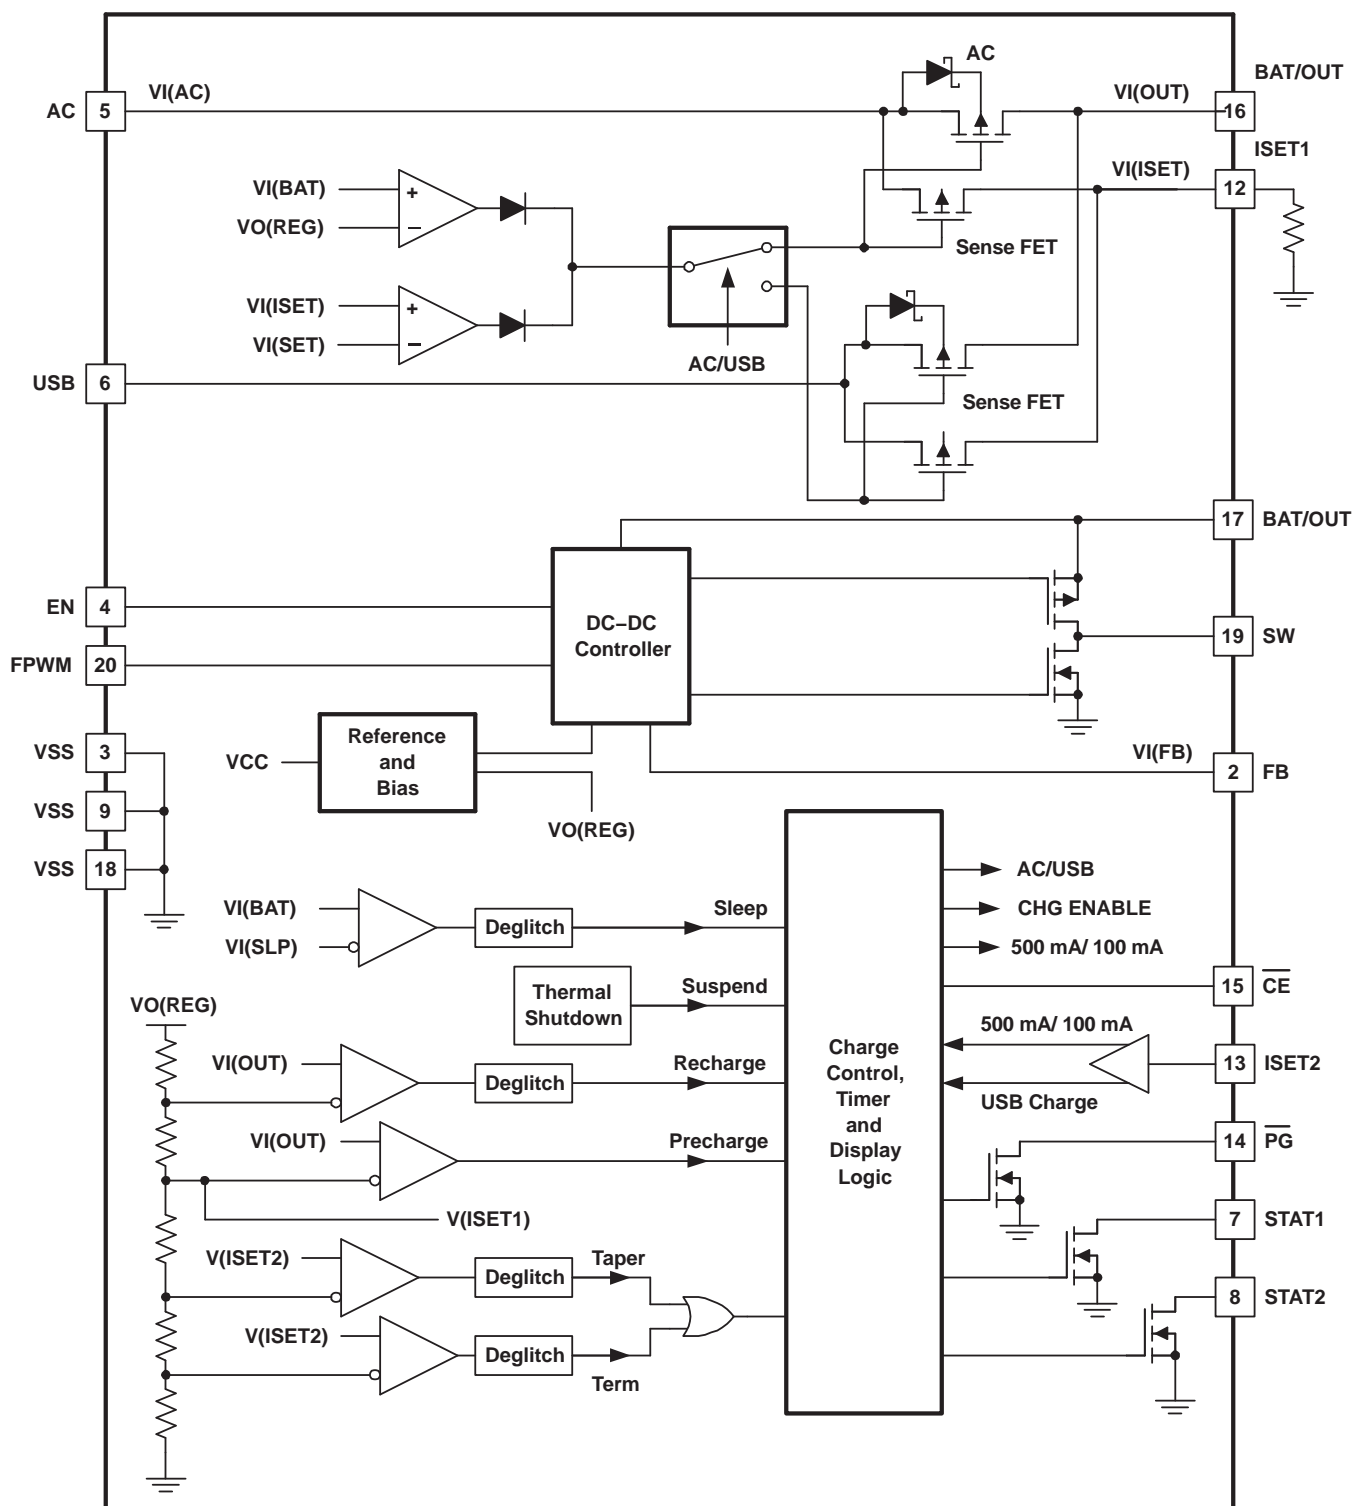 AC
BAT/OUT
AC 5 VI(AC) VI(OUT) 16
ISET1
VI(BAT) VI(ISET) 12
+
VO(REG) −
Sense FET
VI(ISET) +
VI(SET) −
AC/USB
USB 6
Sense FET
17 BAT/OUT
EN 4
DC–DC
Controller
19 SW
FPWM 20
VSS 3
Reference
and
Bias
VCC
VI(FB) 2 FB
VSS 9
VO(REG)
VSS 18
AC/USB
VI(BAT) Deglitch Sleep CHG ENABLE
VI(SLP) 500 mA/ 100 mA
Thermal
Shutdown
Suspend
15 CE
VO(REG)
500 mA/ 100 mA
VI(OUT) Deglitch Recharge
Charge
Control,
Timer
and
Display
Logic
13 ISET2
USB Charge
VI(OUT) Precharge
14 PG
V(ISET1)
7 STAT1
V(ISET2) Deglitch Taper
8 STAT2
V(ISET2) Deglitch
Term